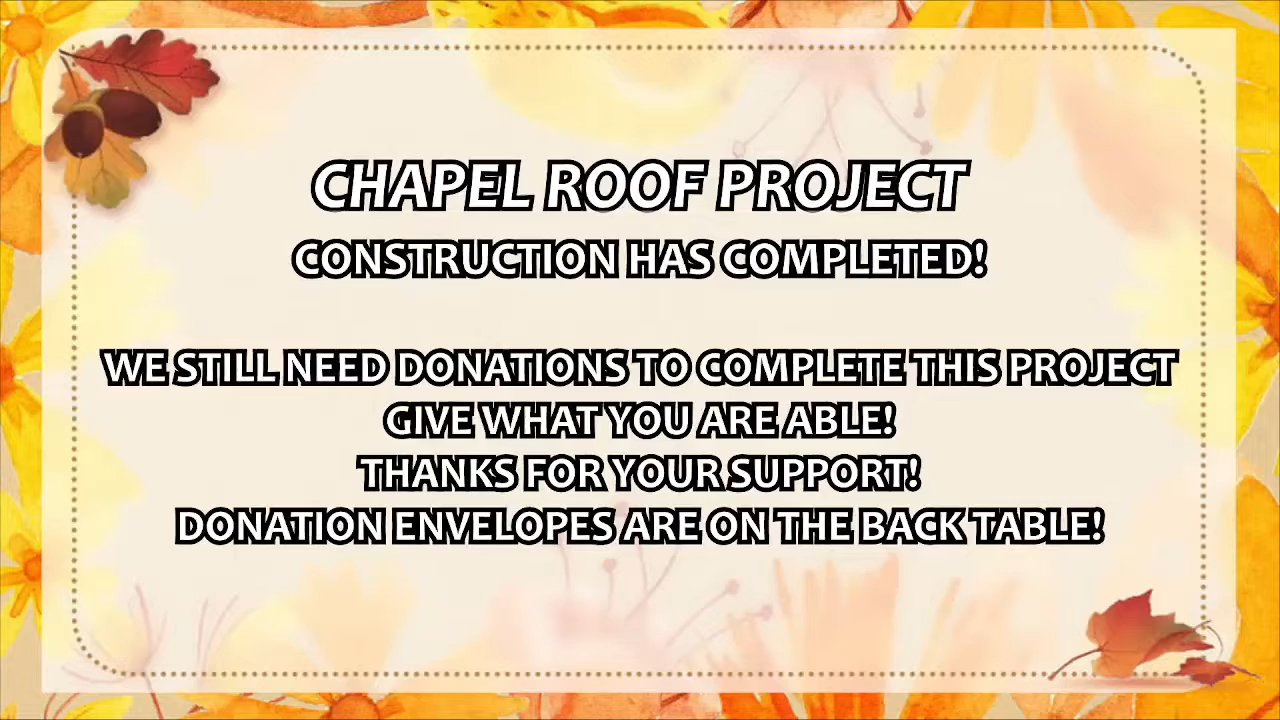 CHAPEL ROOF PROJECT
CONSTRUCTION HAS COMPLETED!
WE STILL NEED DONATIONS TO COMPLETE THIS PROJECT
GIVE WHAT YOU ARE ABLE!
THANKS FOR YOUR SUPPORT!
DONATION ENVELOPES ARE ON THE BACK TABLE!